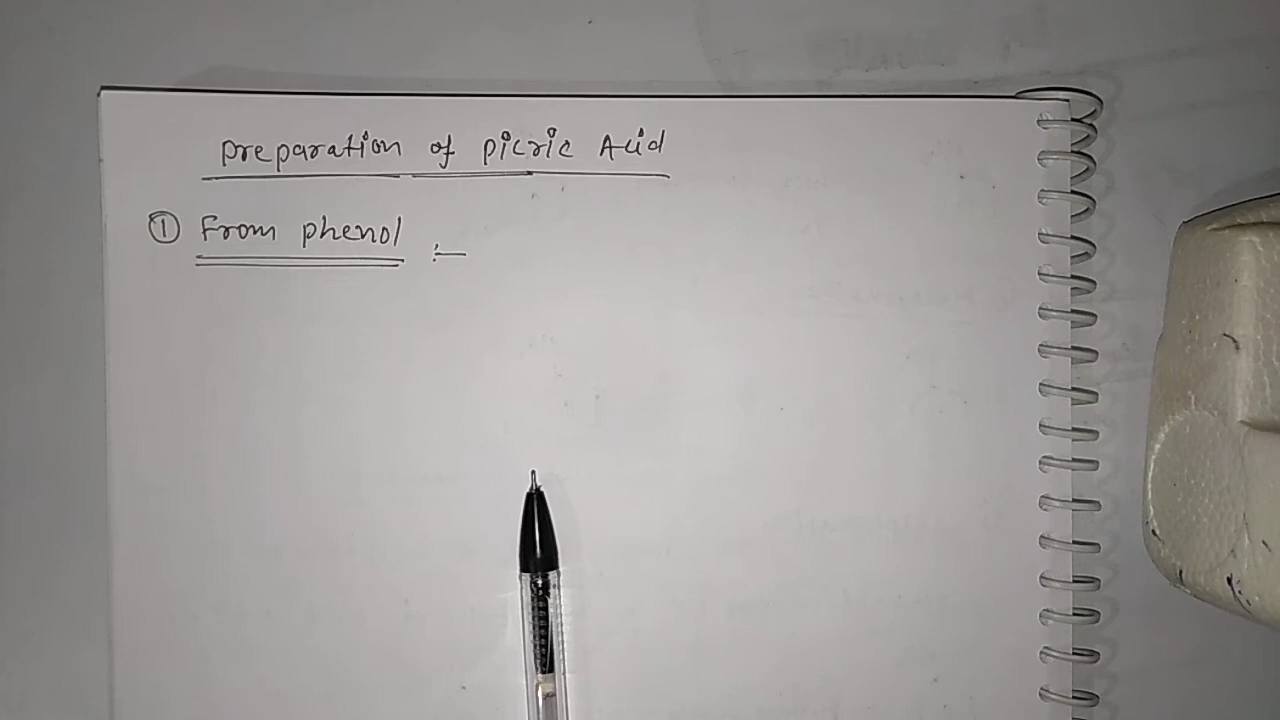 preparation of picric Acid
① From phenol :-